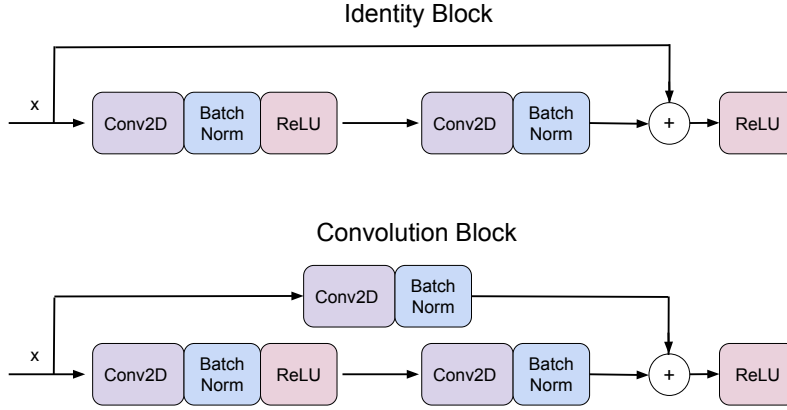 Identity Block
x
Conv2D
Batch
Norm
ReLU
Conv2D
Batch
Norm
+
ReLU
Convolution Block
Conv2D
Batch
Norm
x
Conv2D
Batch
Norm
ReLU
Conv2D
Batch
Norm
+
ReLU